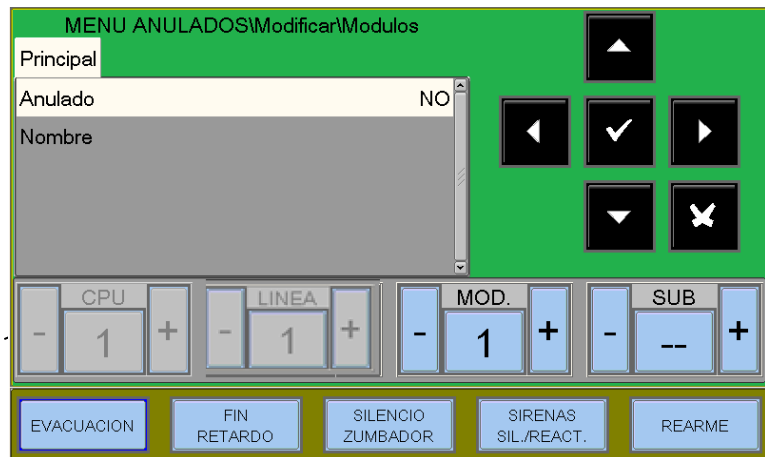 MENU ANULADOS\Modificar\Modulos
Principal
Anulado NO
Nombre
CPU LINEA MOD. SUB
- 1 + - 1 + - 1 + - -- +
EVACUACION
FIN
RETARDO
SILENCIO
ZUMBADOR
SIRENAS
SIL./REACT.
REARME